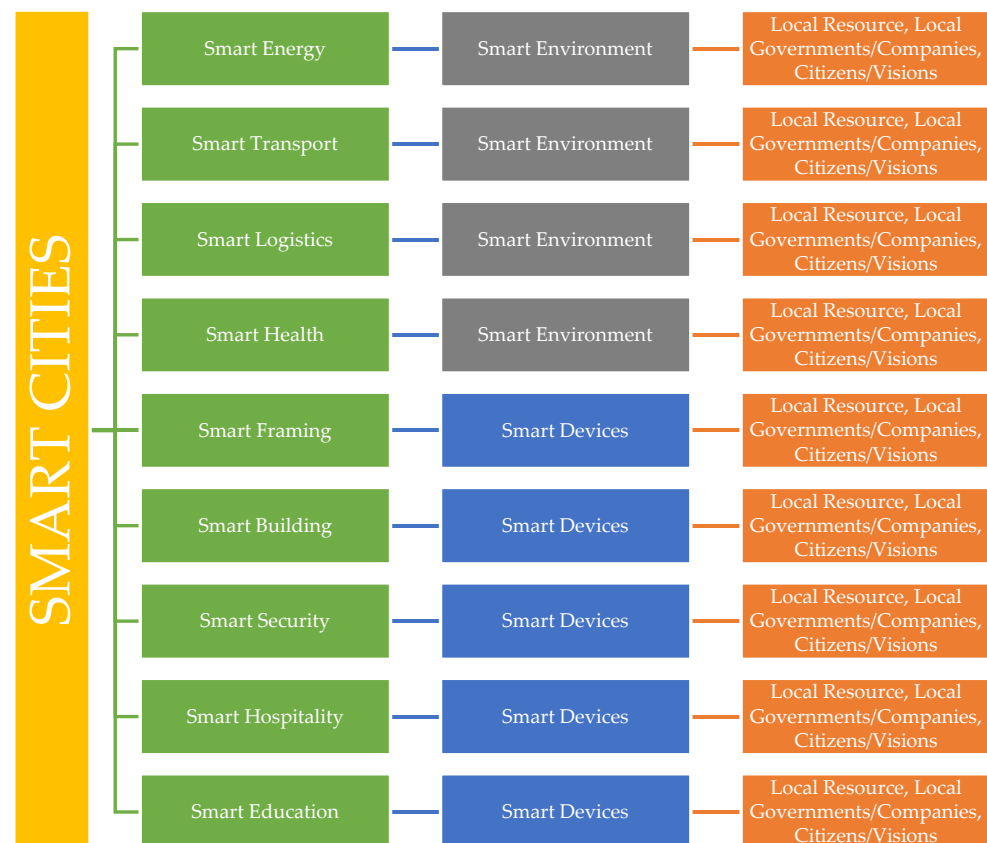 SMART CITIES
Smart Energy
Smart Environment
Local Resource, Local
Governments/Companies,
Citizens/Visions
Smart Transport
Smart Environment
Local Resource, Local
Governments/Companies,
Citizens/Visions
Smart Logistics
Smart Environment
Local Resource, Local
Governments/Companies,
Citizens/Visions
Smart Health
Smart Environment
Local Resource, Local
Governments/Companies,
Citizens/Visions
Smart Framing
Smart Devices
Local Resource, Local
Governments/Companies,
Citizens/Visions
Smart Building
Smart Devices
Local Resource, Local
Governments/Companies,
Citizens/Visions
Smart Security
Smart Devices
Local Resource, Local
Governments/Companies,
Citizens/Visions
Smart Hospitality
Smart Devices
Local Resource, Local
Governments/Companies,
Citizens/Visions
Smart Education
Smart Devices
Local Resource, Local
Governments/Companies,
Citizens/Visions